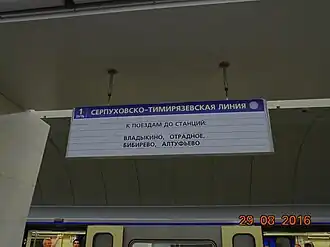 1 ПУТЬ СЕРПУХОВСКО-ТИМИРЯЗЕВСКАЯ ЛИНИЯ
К ПОЕЗДАМ ДО СТАНЦИЙ:
ВЛАДЫКИНО, ОТРАДНОЕ,
БИБИРЕВО, АЛТУФЬЕВО
29 08 2016